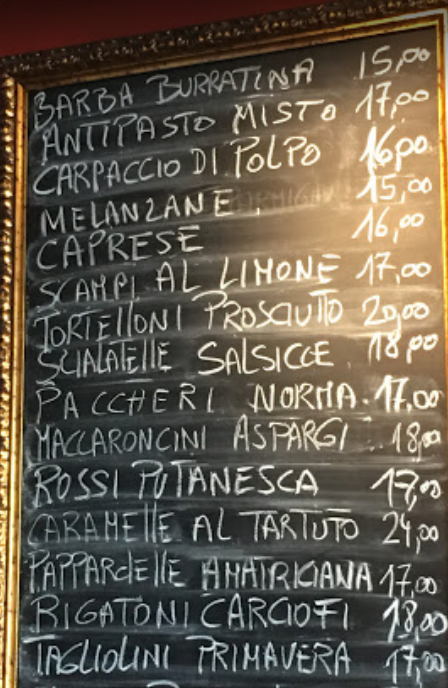 BARBA BURRATINA 15,00
ANTIPASTO MISTO 17,00
CARPACCIO DI POLPO 16,00
MELANZANE 15,00
CAPRESE 16,00
SCAMPI AL LIMONE 17,00
TORTELLONI PROSCIUTTO 20,00
SCIALATELLE SALSICCE 18,00
PACCHERI NORMA. 17,00
MACCARONCINI ASPARGI .. 18,00
ROSSI PUTANESCA 17,00
CARAMELLE AL TARTUTO 24,00
PAPPARdELLE AMATRICIANA 17,00
RIGATONI CARCIOFI 18,00
TAGLIOLINI PRIMAVERA 17,00